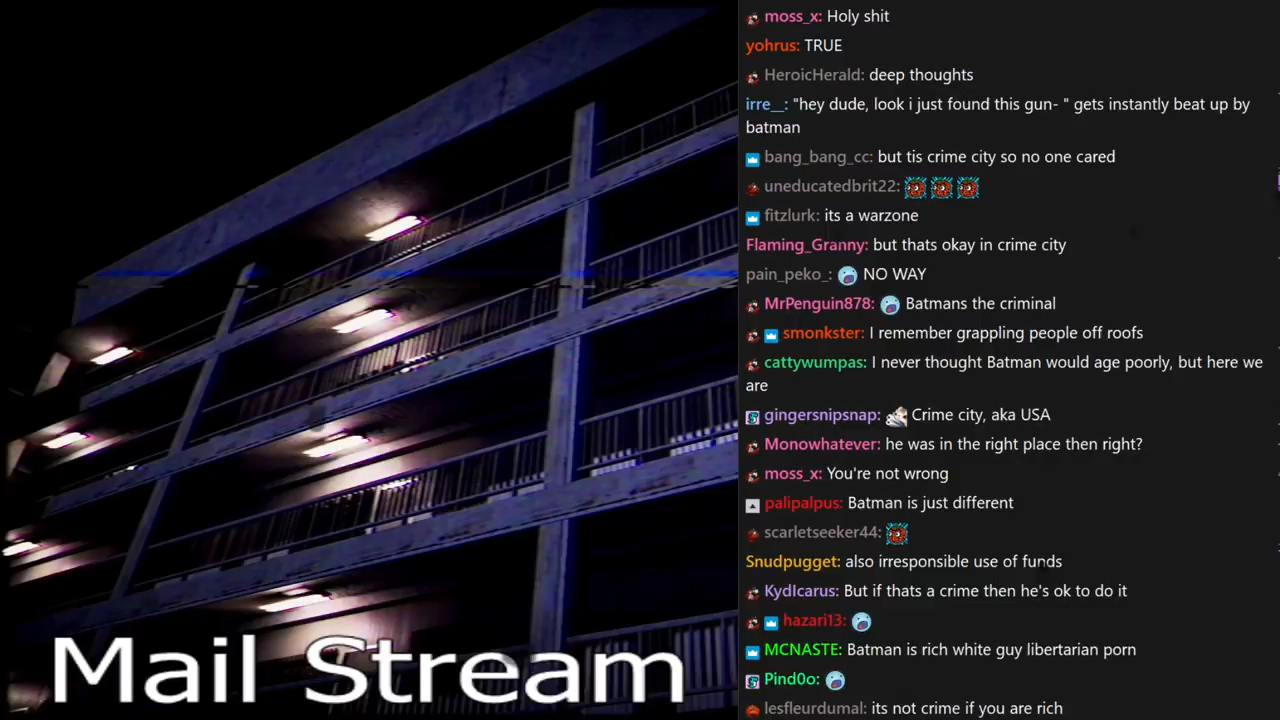 moss_x: Holy shit
yohrus: TRUE
HeroicHerald: deep thoughts
irre__: "hey dude, look i just found this gun- " gets instantly beat up by
batman
bang_bang_cc: but tis crime city so no one cared
uneducatedbrit22:
fitzlurk: its a warzone
Flaming_Granny: but thats okay in crime city
pain_peko_: NO WAY
MrPenguin878: Batmans the criminal
smonkster: I remember grappling people off roofs
cattywumpas: I never thought Batman would age poorly, but here we
are
gingersnipsnap: Crime city, aka USA
Monowhatever: he was in the right place then right?
moss_x: You're not wrong
palipalpus: Batman is just different
scarletseeker44:
Snudpugget: also irresponsible use of funds
KydIcarus: But if thats a crime then he's ok to do it
hazari13:
MCNASTE: Batman is rich white guy libertarian porn
Pind0o:
lesfleurdumal: its not crime if you are rich
Mail Stream